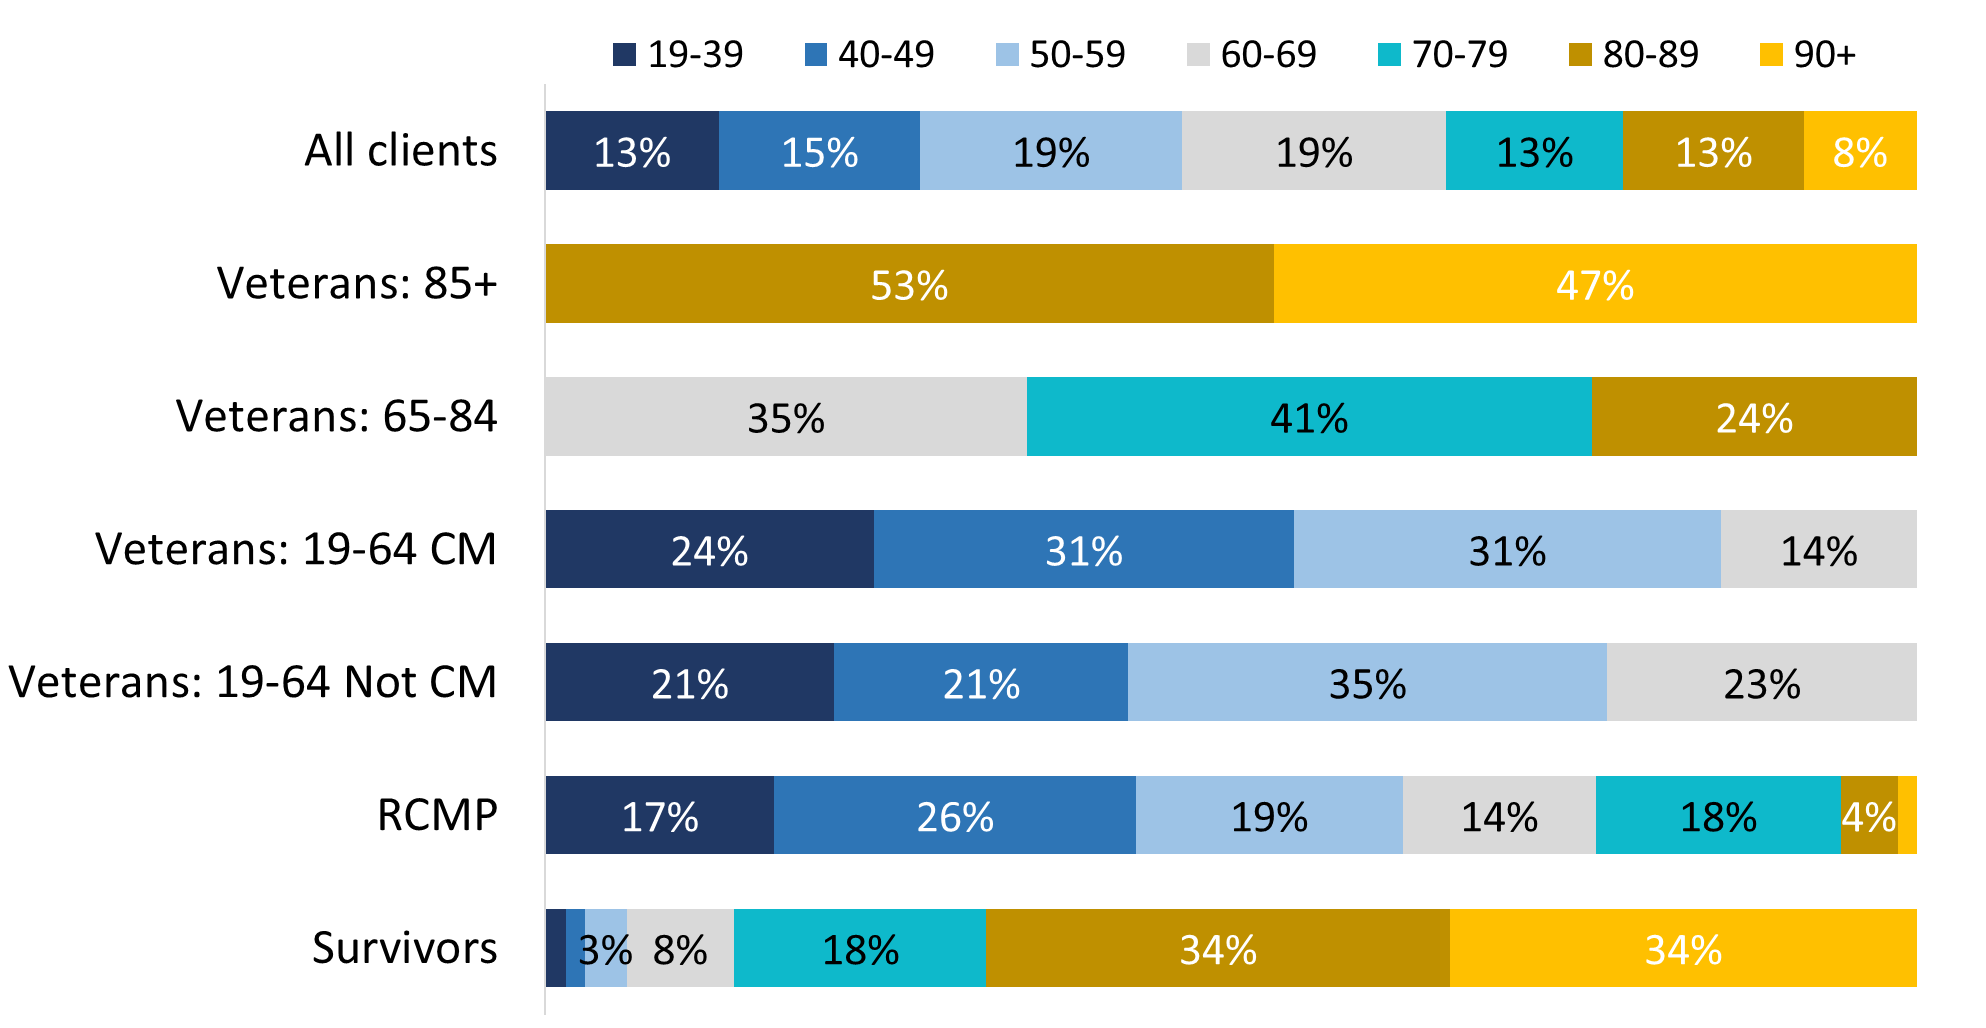 19-39 40-49 50-59 60-69 70-79 80-89 90+
All clients 13% 15% 19% 19% 13% 13% 8%
Veterans: 85+ 53% 47%
Veterans: 65-84 35% 41% 24%
Veterans: 19-64 CM 24% 31% 31% 14%
Veterans: 19-64 Not CM 21% 21% 35% 23%
RCMP 17% 26% 19% 14% 18% 4%
Survivors 3% 8% 18% 34% 34%